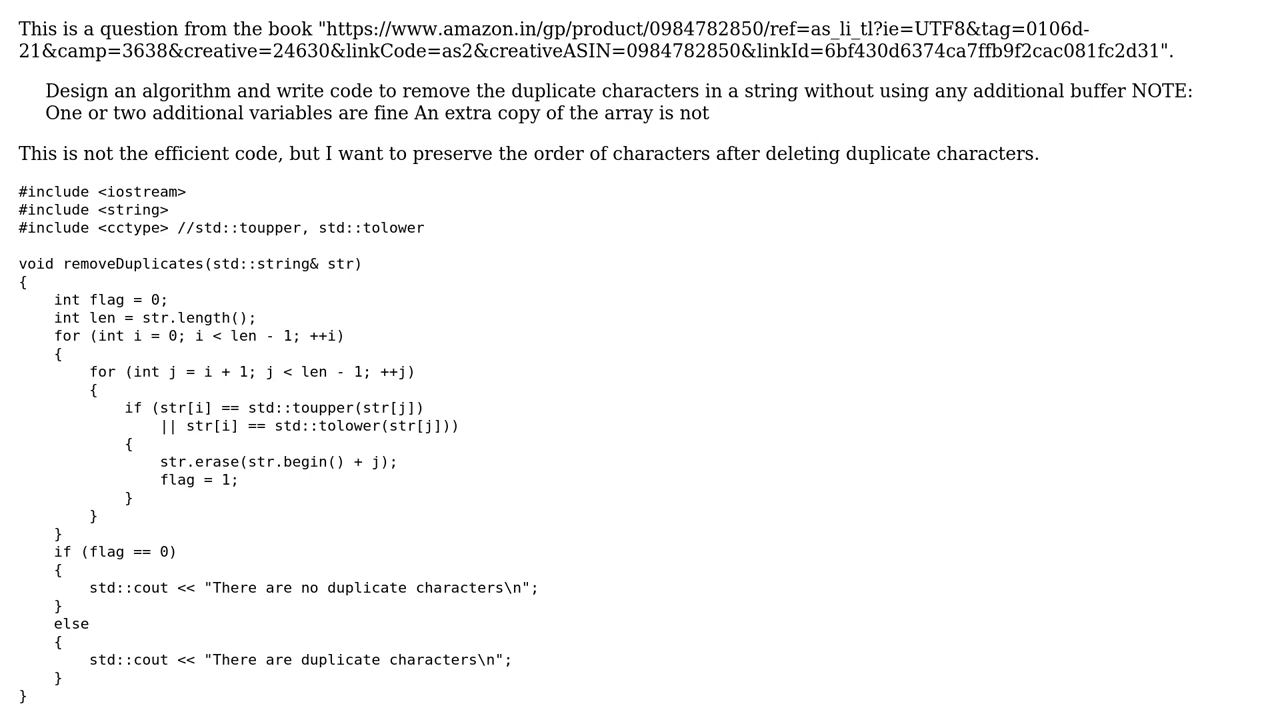 This is a question from the book "https://www.amazon.in/gp/product/0984782850/ref=as_li_tl?ie=UTF8&tag=0106d-
21&camp=3638&creative=24630&linkCode=as2&creativeASIN=0984782850&linkId=6bf430d6374ca7ffb9f2cac081fc2d31".
Design an algorithm and write code to remove the duplicate characters in a string without using any additional buffer NOTE:
One or two additional variables are fine An extra copy of the array is not
This is not the efficient code, but I want to preserve the order of characters after deleting duplicate characters.
#include <iostream>
#include <string>
#include <cctype> //std::toupper, std::tolower
void removeDuplicates(std::string& str)
{
    int flag = 0;
    int len = str.length();
    for (int i = 0; i < len - 1; ++i)
    {
        for (int j = i + 1; j < len - 1; ++j)
        {
            if (str[i] == std::toupper(str[j])
                || str[i] == std::tolower(str[j]))
            {
                str.erase(str.begin() + j);
                flag = 1;
            }
        }
    }
    if (flag == 0)
    {
        std::cout << "There are no duplicate characters\n";
    }
    else
    {
        std::cout << "There are duplicate characters\n";
    }
}